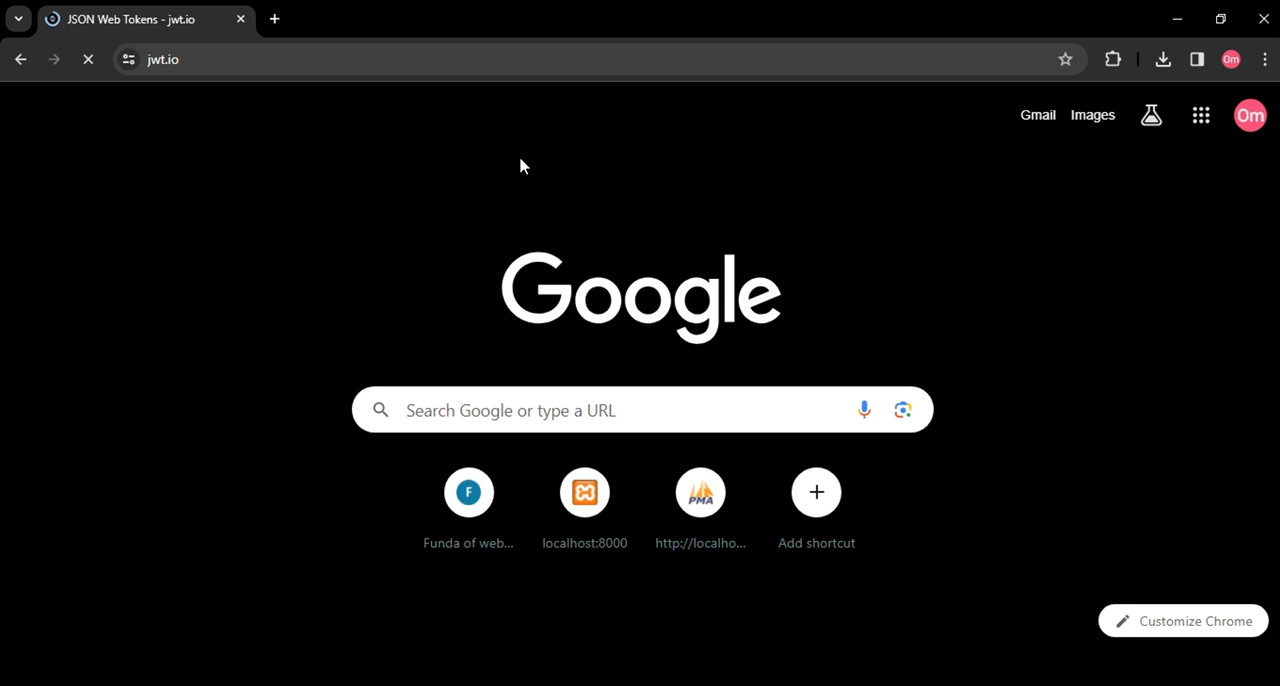 JSON Web Tokens - jwt.io
jwt.io
Om
Gmail Images Om
Google
Search Google or type a URL
F
PMA
Funda of web... localhost:8000 http://localho... Add shortcut
Customize Chrome